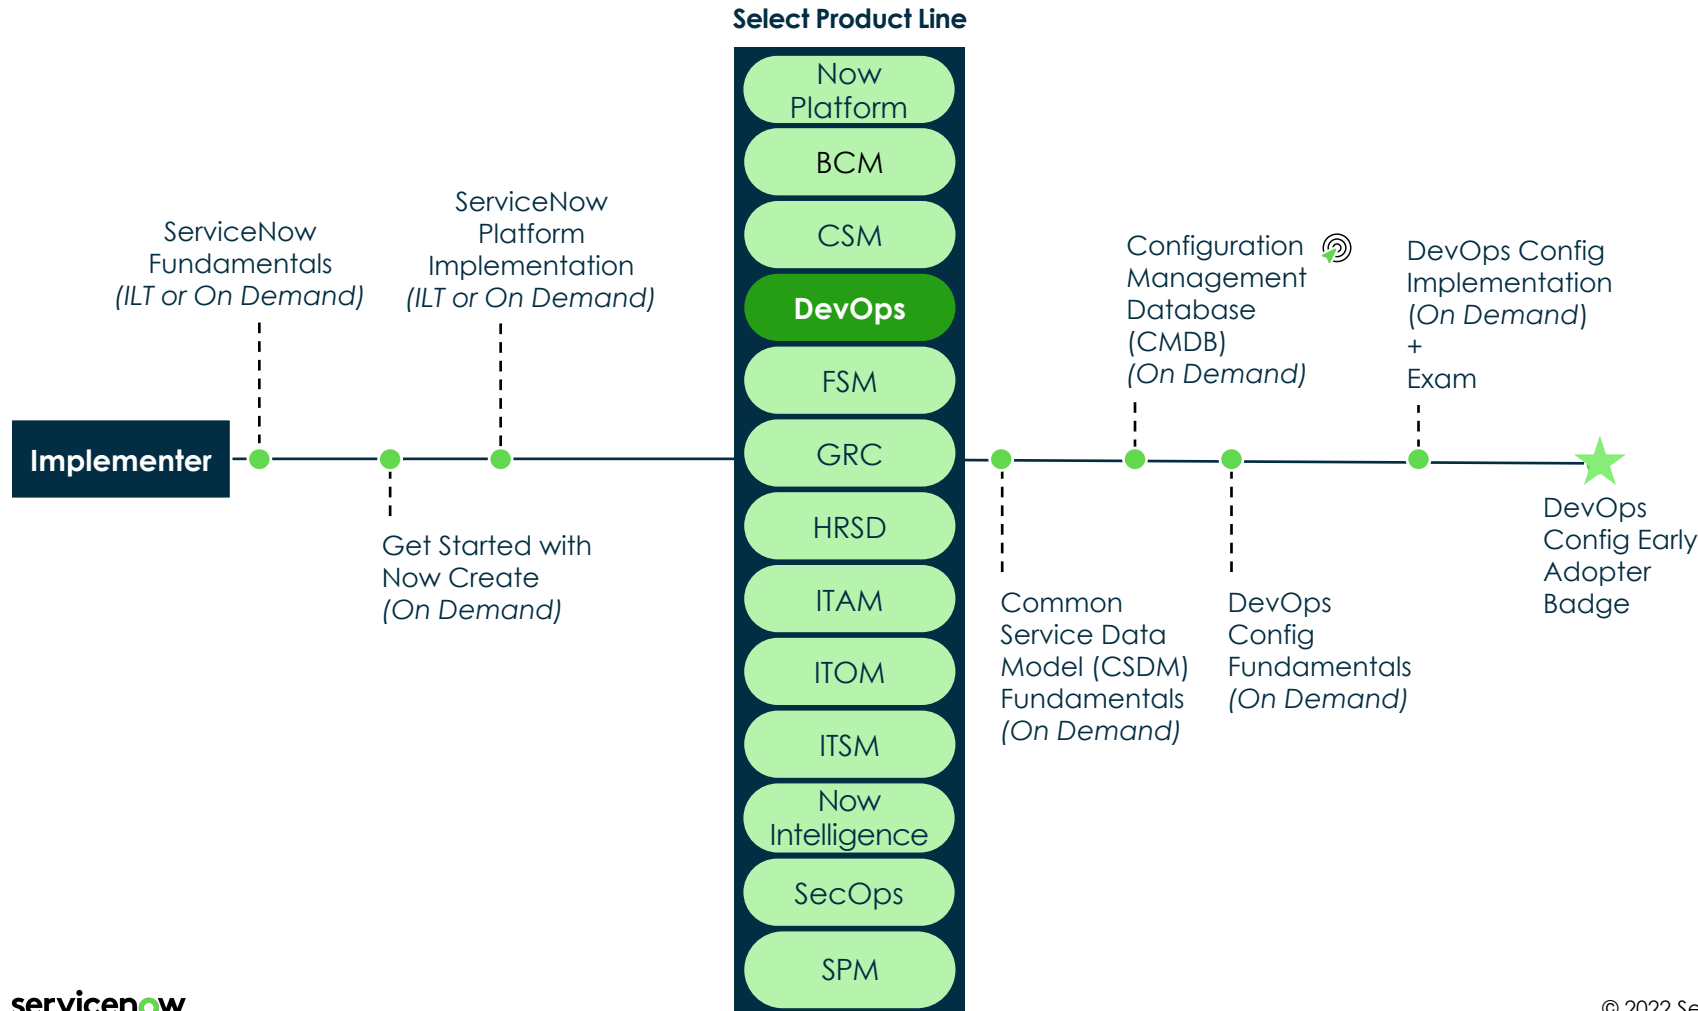 Select Product Line
Now
Platform
BCM
CSM
DevOps
FSM
GRC
HRSD
ITAM
ITOM
ITSM
Now
Intelligence
SecOps
SPM
Implementer
ServiceNow
Fundamentals
(ILT or On Demand)
Get Started with
Now Create
(On Demand)
ServiceNow
Platform
Implementation
(ILT or On Demand)
Common
Service Data
Model (CSDM)
Fundamentals
(On Demand)
Configuration
Management
Database
(CMDB)
(On Demand)
DevOps
Config
Fundamentals
(On Demand)
DevOps Config
Implementation
(On Demand)
+
Exam
DevOps
Config Early
Adopter
Badge
servicenow
© 2022 Se